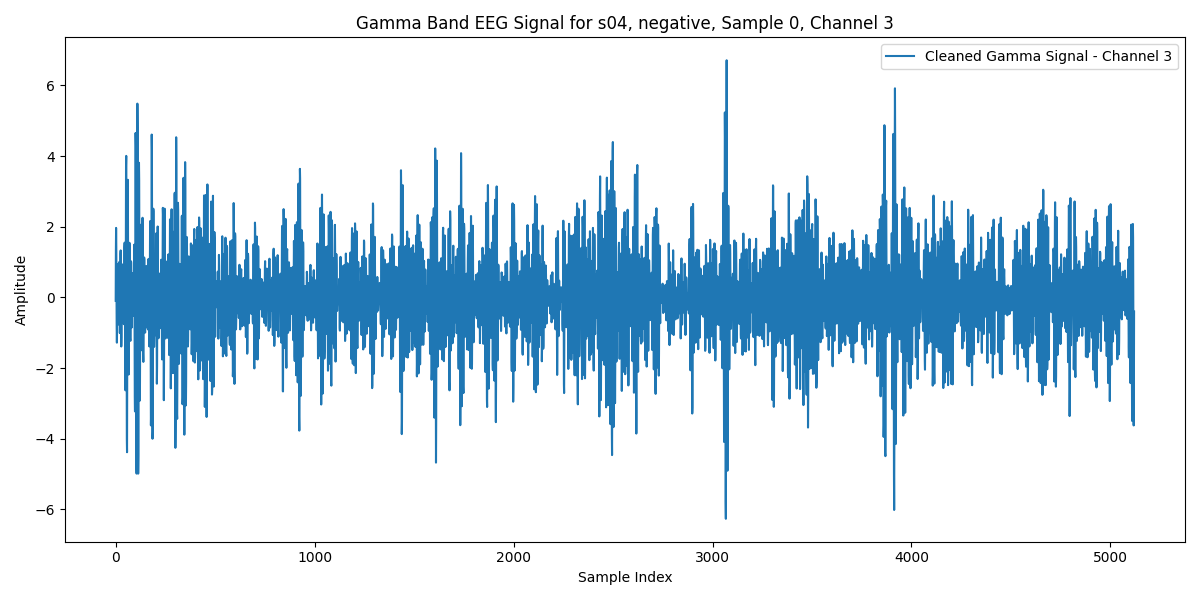 Gamma Band EEG Signal for s04, negative, Sample 0, Channel 3
Cleaned Gamma Signal - Channel 3
6
4
2
0
−2
−4
−6
Amplitude
0 1000 2000 3000 4000 5000
Sample Index